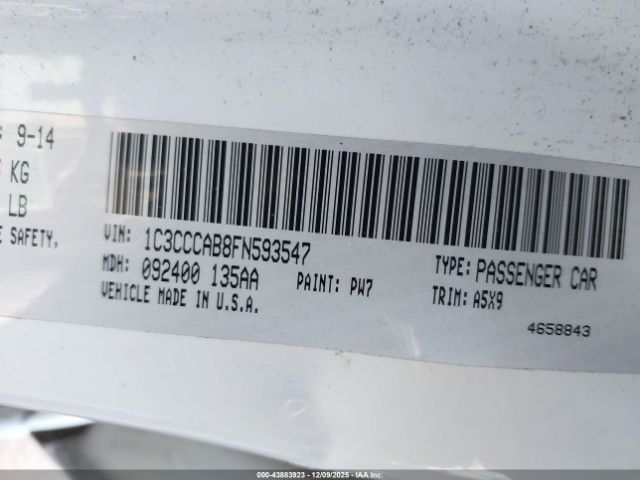 : 9-14
KG
LB
E SAFETY,
VIN: 1C3CCCAB8FN593547
MDH: 092400 135AA
PAINT: PW7
VEHICLE MADE IN U.S.A.
TYPE: PASSENGER CAR
TRIM: A5X9
4658843
(000-43883923 - 12/09/2025 - IAA Inc.)